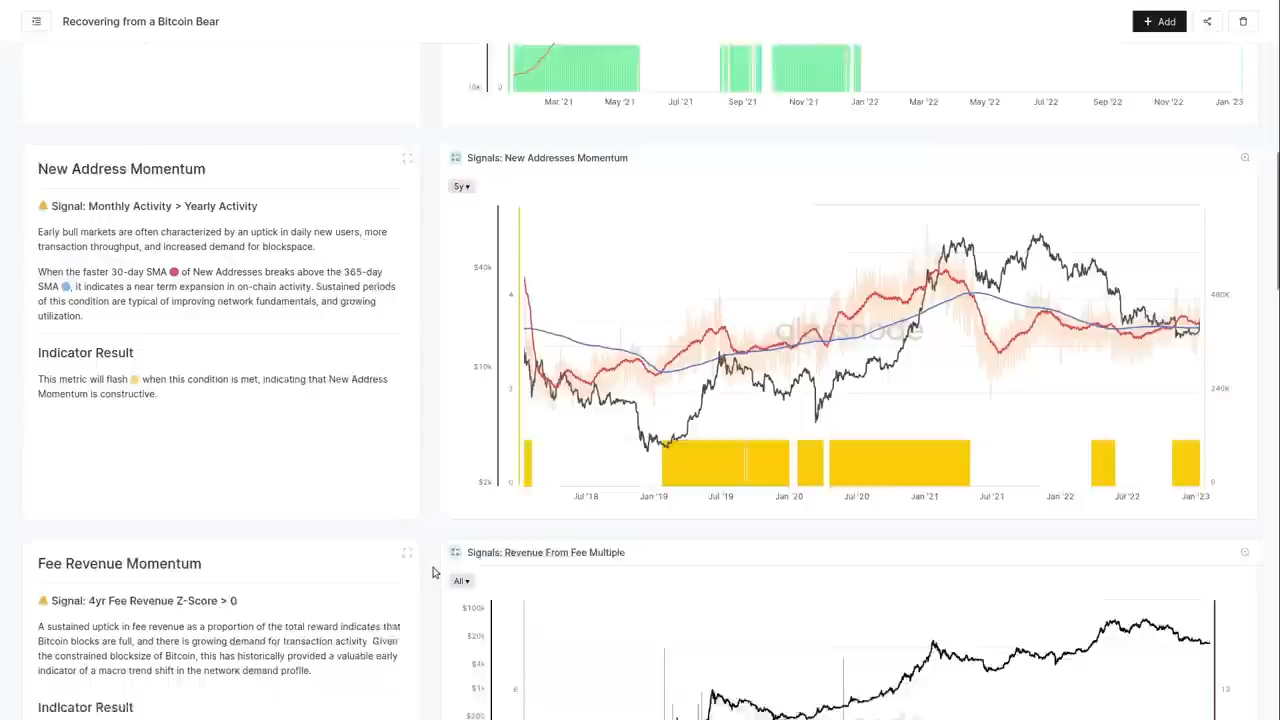 Recovering from a Bitcoin Bear
+ Add
10k
0
Mar '21
May '21
Jul '21
Sep '21
Nov '21
Jan '22
Mar '22
May '22
Jul '22
Sep '22
Nov '22
Jan '23
New Address Momentum
Signal: Monthly Activity > Yearly Activity
Early bull markets are often characterized by an uptick in daily new users, more
transaction throughput, and increased demand for blockspace.
When the faster 30-day SMA of New Addresses breaks above the 365-day
SMA , it indicates a near term expansion in on-chain activity. Sustained periods
of this condition are typical of improving network fundamentals, and growing
utilization.
Indicator Result
This metric will flash when this condition is met, indicating that New Address
Momentum is constructive.
Signals: New Addresses Momentum
5y
$40k
$10k
$2k
4
2
0
480K
240K
0
glassnode
Jul '18
Jan '19
Jul '19
Jan '20
Jul '20
Jan '21
Jul '21
Jan '22
Jul '22
Jan '23
Fee Revenue Momentum
Signal: 4yr Fee Revenue Z-Score > 0
A sustained uptick in fee revenue as a proportion of the total reward indicates that
Bitcoin blocks are full, and there is growing demand for transaction activity. Given
the constrained blocksize of Bitcoin, this has historically provided a valuable early
indicator of a macro trend shift in the network demand profile.
Indicator Result
Signals: Revenue From Fee Multiple
All
$100k
$20k
$4k
$1k
$200
6
13